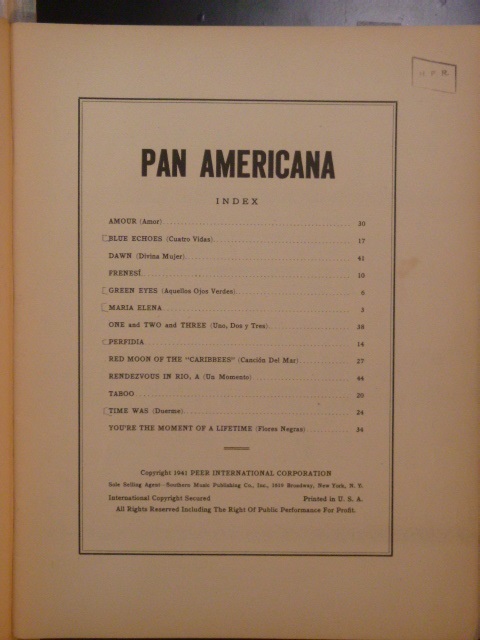 PAN AMERICANA
INDEX
AMOUR (Amor) 30
BLUE ECHOES (Cuatro Vidas) 17
DAWN (Divina Mujer) 41
FRENESÍ 10
GREEN EYES (Aquellos Ojos Verdes) 6
MARIA ELENA 3
ONE and TWO and THREE (Uno, Dos y Tres) 38
PERFIDIA 14
RED MOON OF THE "CARIBBEES" (Canción Del Mar) 27
RENDEZVOUS IN RIO, A (Un Momento) 44
TABOO 20
TIME WAS (Duerme) 24
YOU'RE THE MOMENT OF A LIFETIME (Flores Negras) 34
Copyright 1941 PEER INTERNATIONAL CORPORATION
Sole Selling Agent—Southern Music Publishing Co., Inc., 1619 Broadway, New York, N. Y.
International Copyright Secured Printed in U. S. A.
All Rights Reserved Including The Right Of Public Performance For Profit.